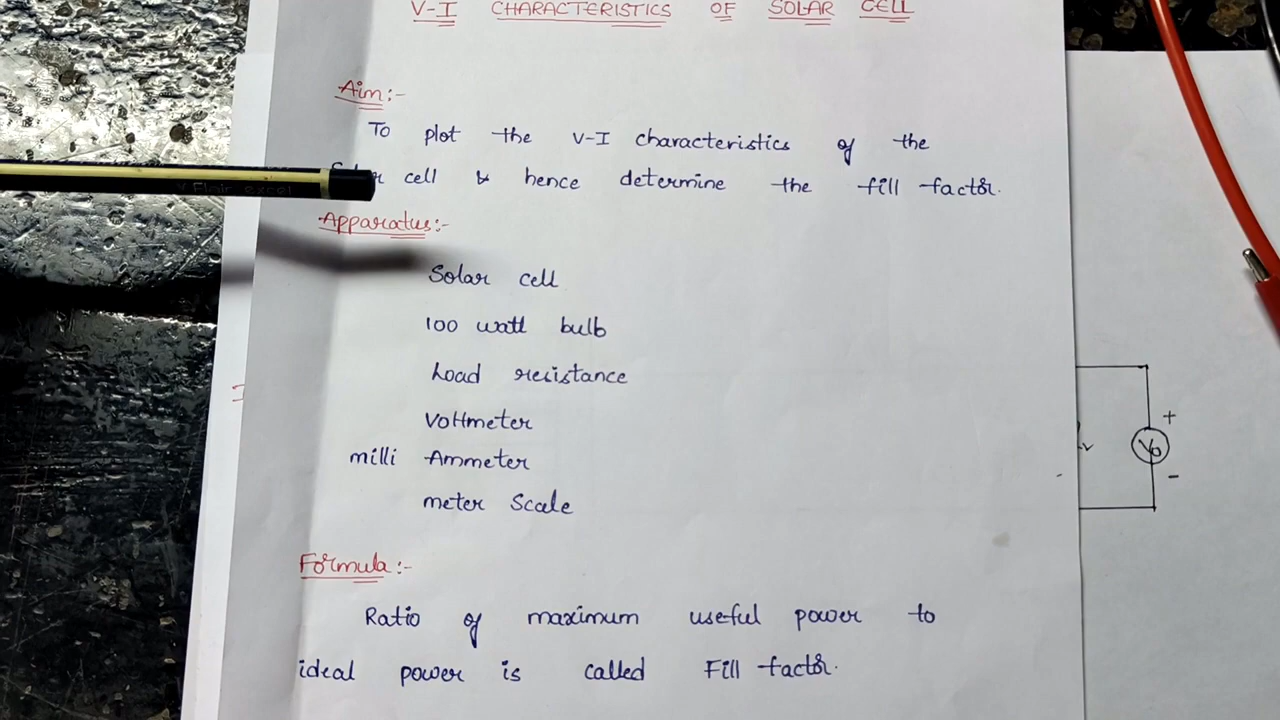 V-I CHARACTERISTICS OF SOLAR CELL
Aim:-
To plot the V-I characteristics of the
cell & hence determine the fill factor.
Apparatus:-
Solar cell
100 watt bulb
Load resistance
Voltmeter
milli Ammeter
meter Scale
Formula:-
Ratio of maximum useful power to
ideal power is called Fill factor.
+
Vo
-